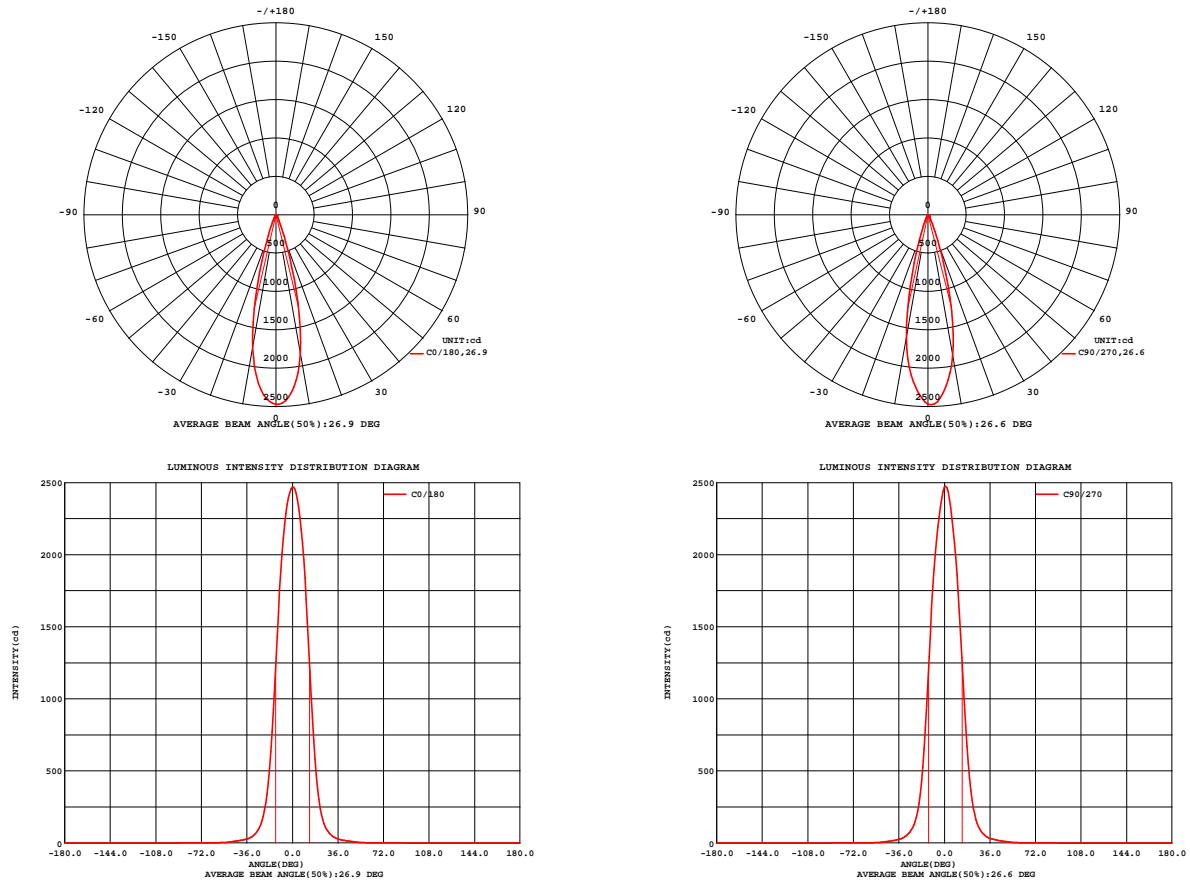 -/+180
-150 150
-120 120
-90 90
-60 60
-30 30
0
500
1000
1500
2000
2500
0
UNIT:cd
C0/180,26.9
AVERAGE BEAM ANGLE(50%):26.9 DEG
-/+180
-150 150
-120 120
-90 90
-60 60
-30 30
0
500
1000
1500
2000
2500
0
UNIT:cd
C90/270,26.6
AVERAGE BEAM ANGLE(50%):26.6 DEG
LUMINOUS INTENSITY DISTRIBUTION DIAGRAM
C0/180
INTENSITY(cd)
2500
2000
1500
1000
500
0
-180.0 -144.0 -108.0 -72.0 -36.0 0.0 36.0 72.0 108.0 144.0 180.0
ANGLE(DEG)
AVERAGE BEAM ANGLE(50%):26.9 DEG
LUMINOUS INTENSITY DISTRIBUTION DIAGRAM
C90/270
INTENSITY(cd)
2500
2000
1500
1000
500
0
-180.0 -144.0 -108.0 -72.0 -36.0 0.0 36.0 72.0 108.0 144.0 180.0
ANGLE(DEG)
AVERAGE BEAM ANGLE(50%):26.6 DEG